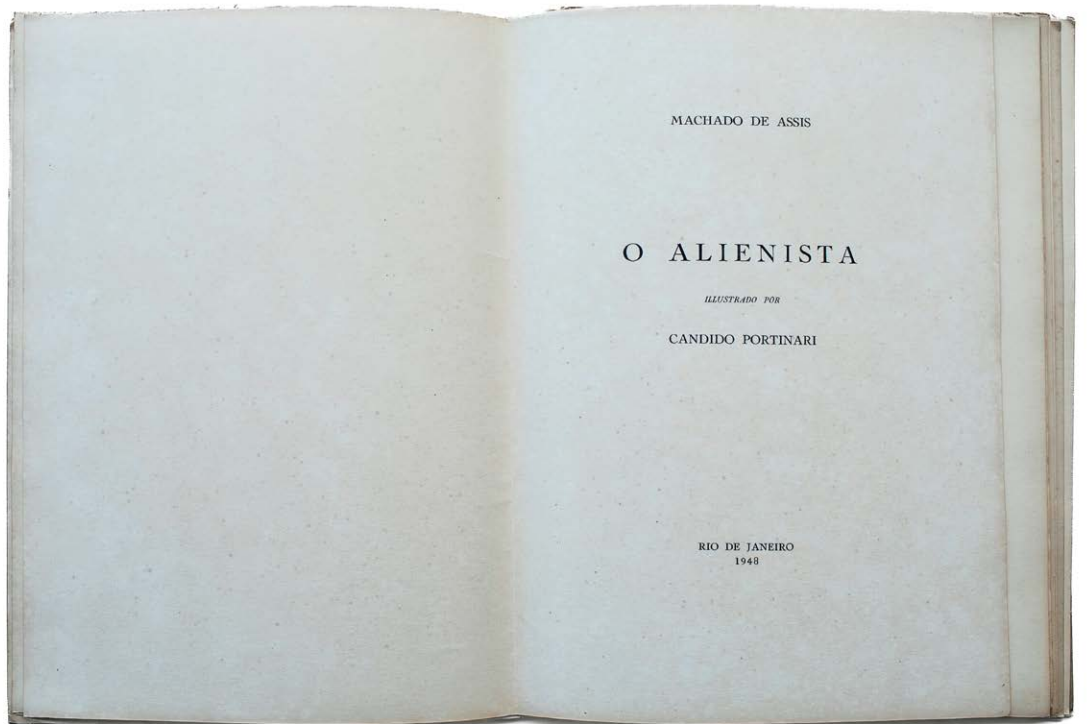 MACHADO DE ASSIS
O ALIENISTA
ILLUSTRADO POR
CANDIDO PORTINARI
RIO DE JANEIRO
1948